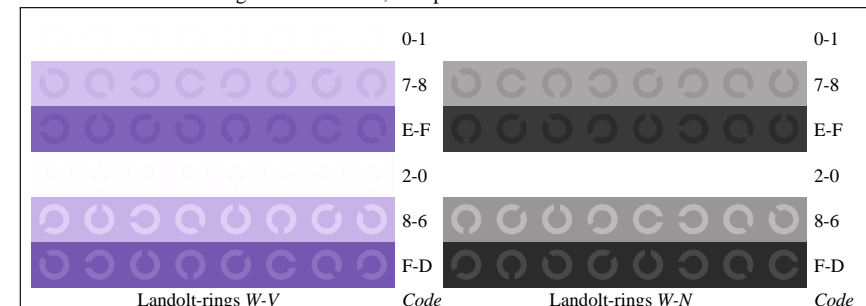 0-1 0-1
7-8 7-8
E-F E-F
2-0 2-0
8-6 8-6
F-D F-D
Landolt-rings W-V Code Landolt-rings W-N Code